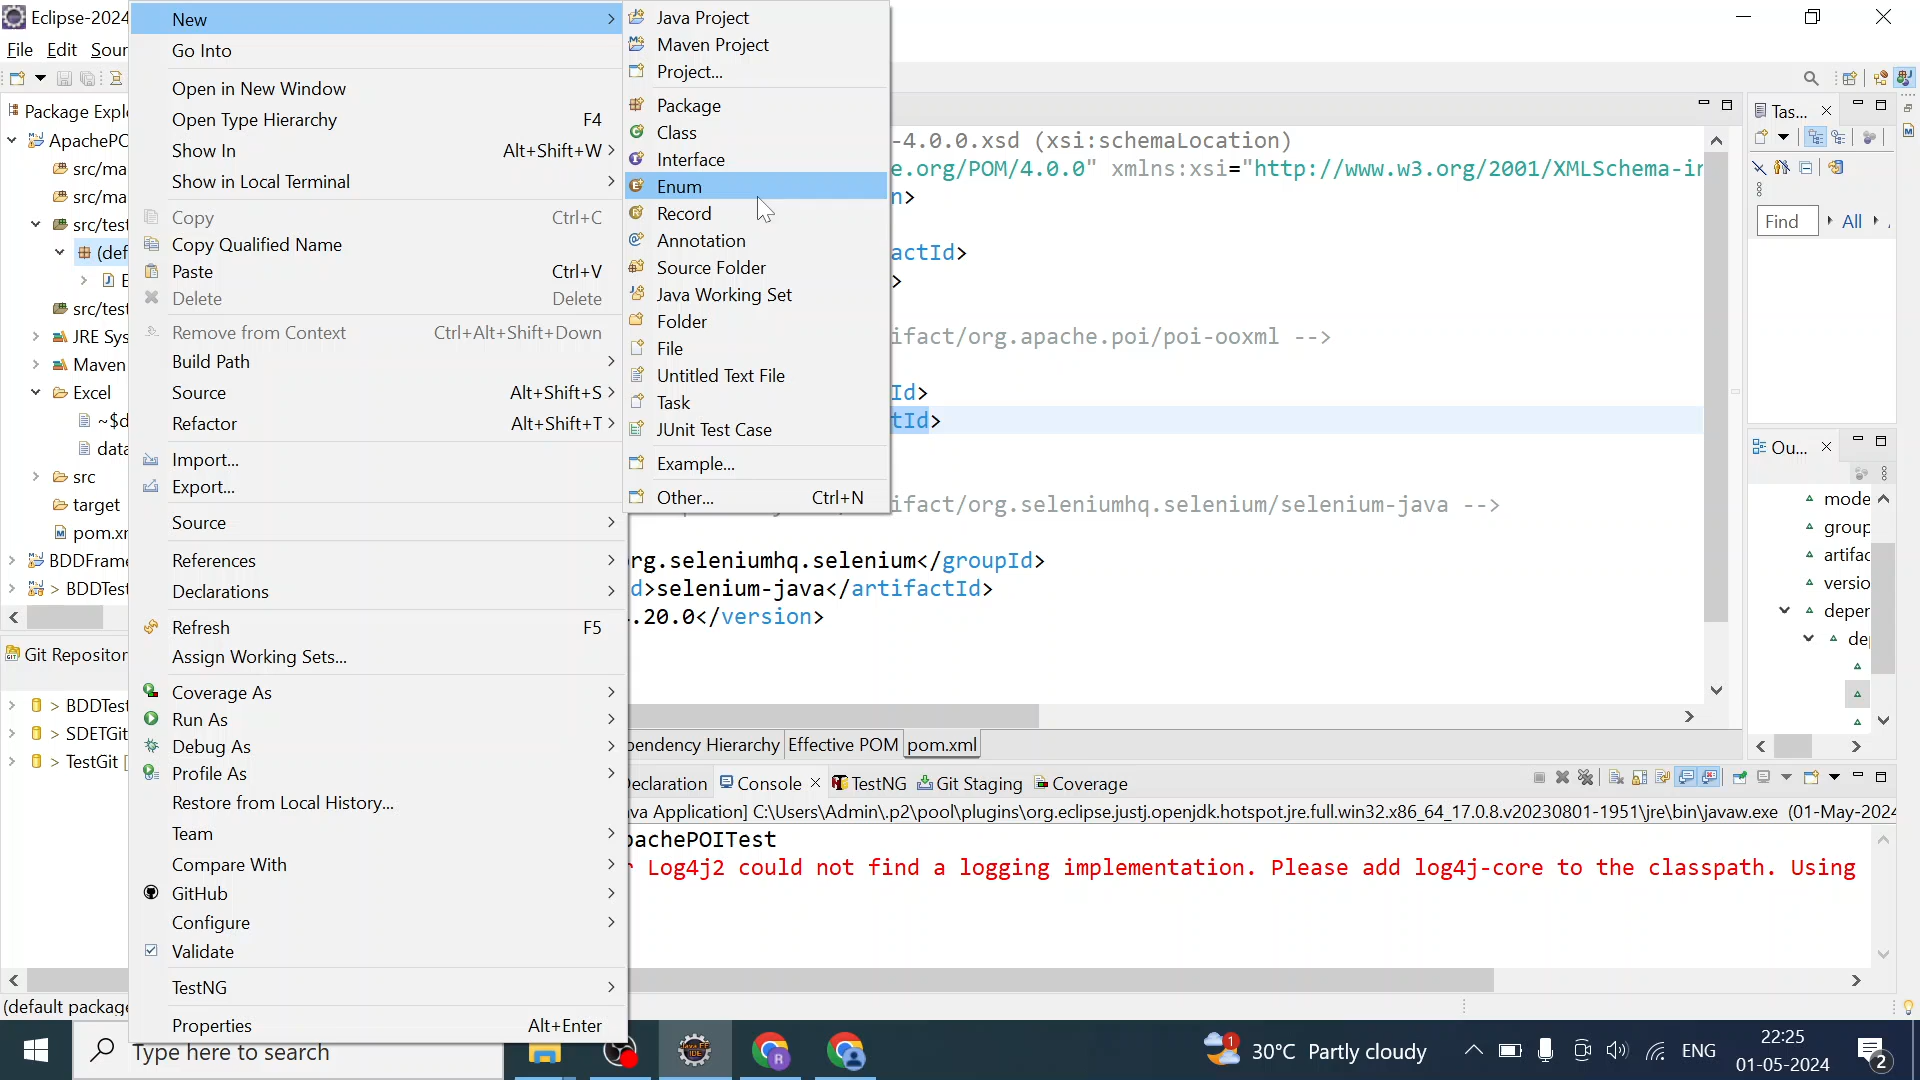 Eclipse-2024
File Edit Sour
Package Expl
ApachePO
src/ma
src/ma
src/test
(def
E
src/test
JRE Sys
Maven
Excel
~$d
data
src
target
pom.xr
BDDFrame
> BDDTest
Git Repositor
> BDDTest
> SDETGit
> TestGit [
(default package
New
Go Into
Open in New Window
Open Type Hierarchy F4
Show In Alt+Shift+W
Show in Local Terminal
Copy Ctrl+C
Copy Qualified Name
Paste Ctrl+V
Delete Delete
Remove from Context Ctrl+Alt+Shift+Down
Build Path
Source Alt+Shift+S
Refactor Alt+Shift+T
Import...
Export...
Source
References
Declarations
Refresh F5
Assign Working Sets...
Coverage As
Run As
Debug As
Profile As
Restore from Local History...
Team
Compare With
GitHub
Configure
Validate
TestNG
Properties Alt+Enter
Java Project
Maven Project
Project...
Package
Class
Interface
Enum
Record
Annotation
Source Folder
Java Working Set
Folder
File
Untitled Text File
Task
JUnit Test Case
Example...
Other... Ctrl+N
-4.0.0.xsd (xsi:schemaLocation)
e.org/POM/4.0.0" xmlns:xsi="http://www.w3.org/2001/XMLSchema-ir
n>
actId>
>
ifact/org.apache.poi/poi-ooxml -->
Id>
tId>
ifact/org.seleniumhq.selenium/selenium-java -->
rg.seleniumhq.selenium</groupId>
d>selenium-java</artifactId>
.20.0</version>
pendency Hierarchy Effective POM pom.xml
Declaration Console TestNG Git Staging Coverage
va Application] C:\Users\Admin\.p2\pool\plugins\org.eclipse.justj.openjdk.hotspot.jre.full.win32.x86_64_17.0.8.v20230801-1951\jre\bin\javaw.exe (01-May-2024
pachePOITest
r Log4j2 could not find a logging implementation. Please add log4j-core to the classpath. Using
Tas...
Find All
Ou...
mode
group
artifac
versio
depen
de
Type here to search
1
30°C Partly cloudy
ENG
22:25
01-05-2024
2